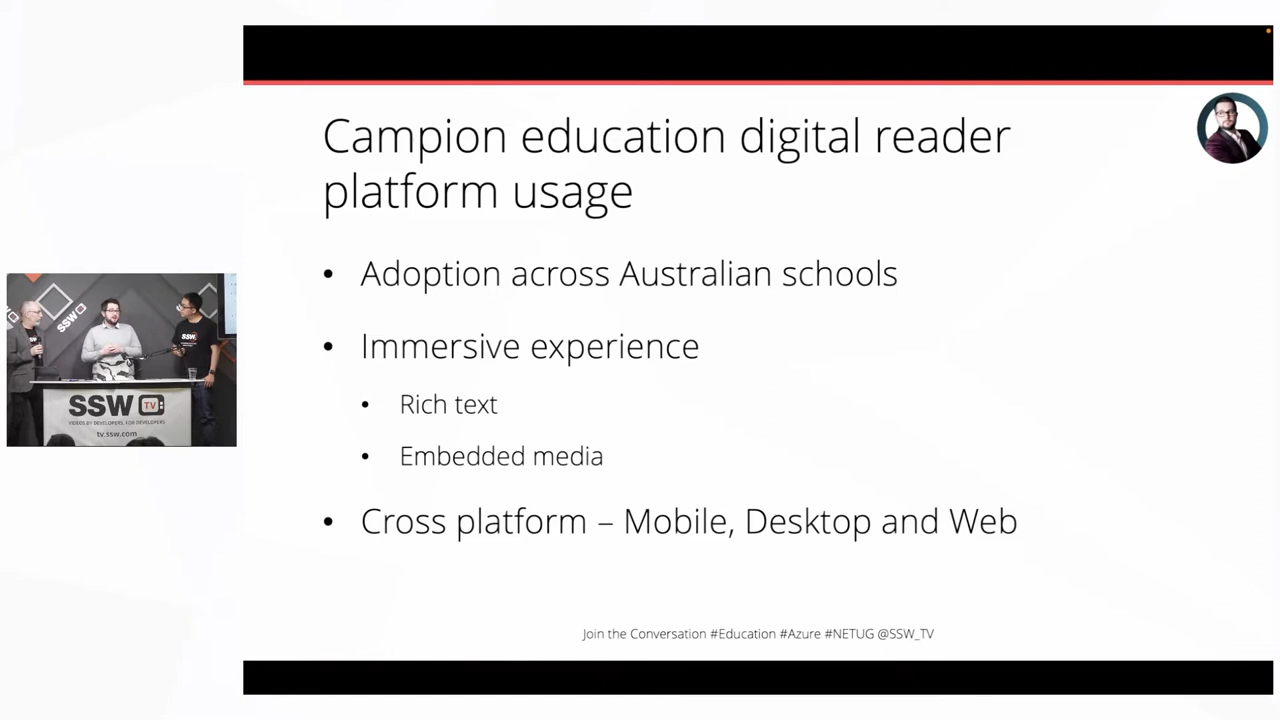 Campion education digital reader
platform usage
• Adoption across Australian schools
• Immersive experience
• Rich text
• Embedded media
• Cross platform – Mobile, Desktop and Web
Join the Conversation #Education #Azure #NETUG @SSW_TV
SSW
SSW
SSW TV
VIDEOS BY DEVELOPERS, FOR DEVELOPERS
tv.ssw.com